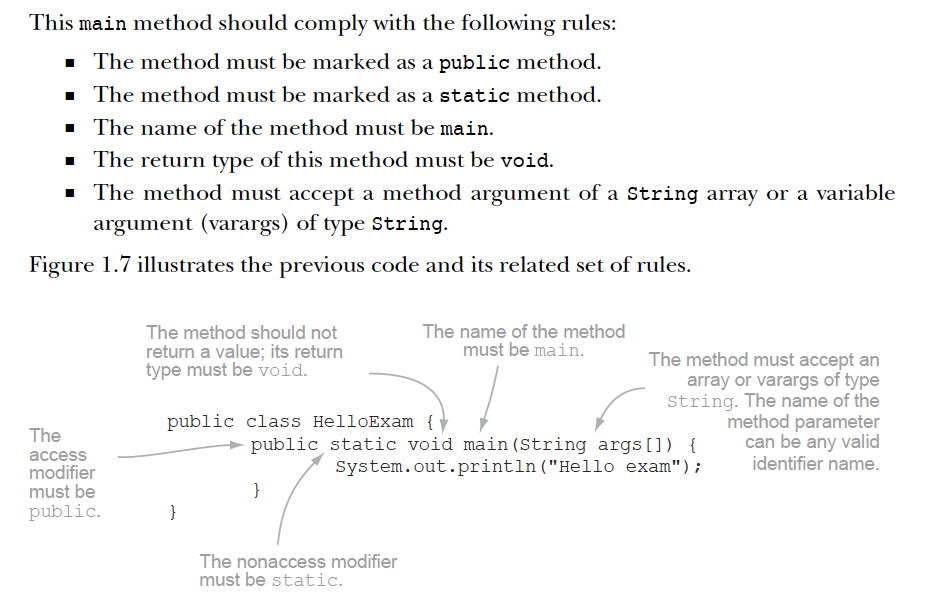 This main method should comply with the following rules:
■ The method must be marked as a public method.
■ The method must be marked as a static method.
■ The name of the method must be main.
■ The return type of this method must be void.
■ The method must accept a method argument of a String array or a variable
argument (varargs) of type String.
Figure 1.7 illustrates the previous code and its related set of rules.
The method should not
return a value; its return
type must be void.
The name of the method
must be main.
The method must accept an
array or varargs of type
String. The name of the
method parameter
can be any valid
identifier name.
public class HelloExam {
public static void main(String args[]) {
System.out.println("Hello exam");
}
}
The
access
modifier
must be
public.
The nonaccess modifier
must be static.